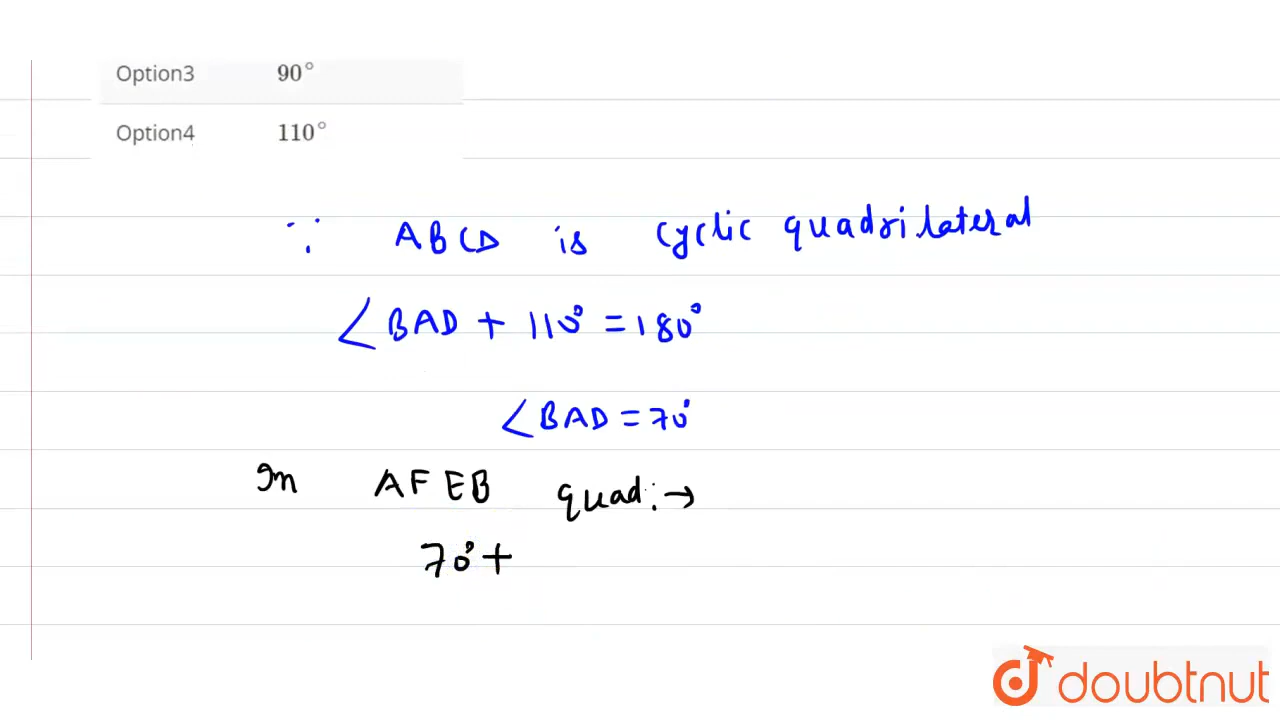 Option3 90°
Option4 110°
∵ ABCD is cyclic quadrilateral
∠BAD + 110° = 180°
∠BAD = 70°
In AFEB quad. →
70° +
doubtnut